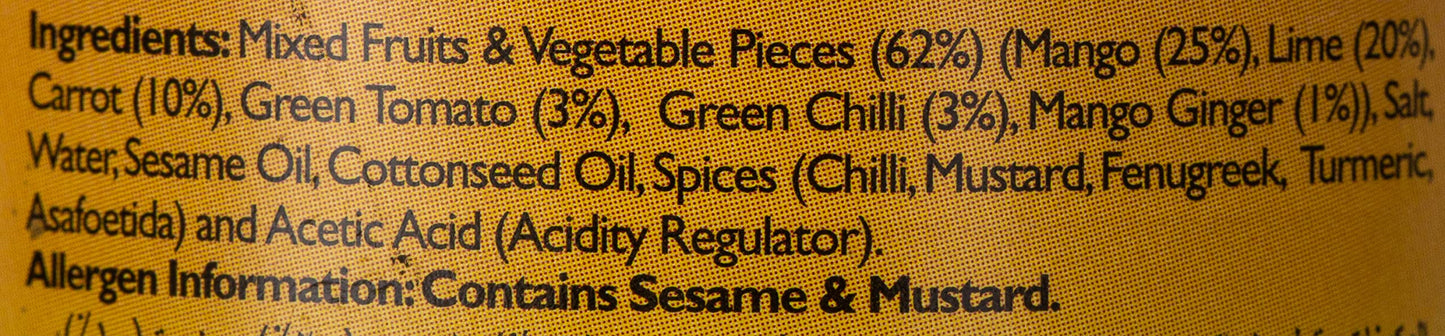 Ingredients: Mixed Fruits & Vegetable Pieces (62%) (Mango (25%), Lime (20%),
Carrot (10%), Green Tomato (3%), Green Chilli (3%), Mango Ginger (1%)), Salt,
Water, Sesame Oil, Cottonseed Oil, Spices (Chilli, Mustard, Fenugreek, Turmeric,
Asafoetida) and Acetic Acid (Acidity Regulator).
Allergen Information: Contains Sesame & Mustard.